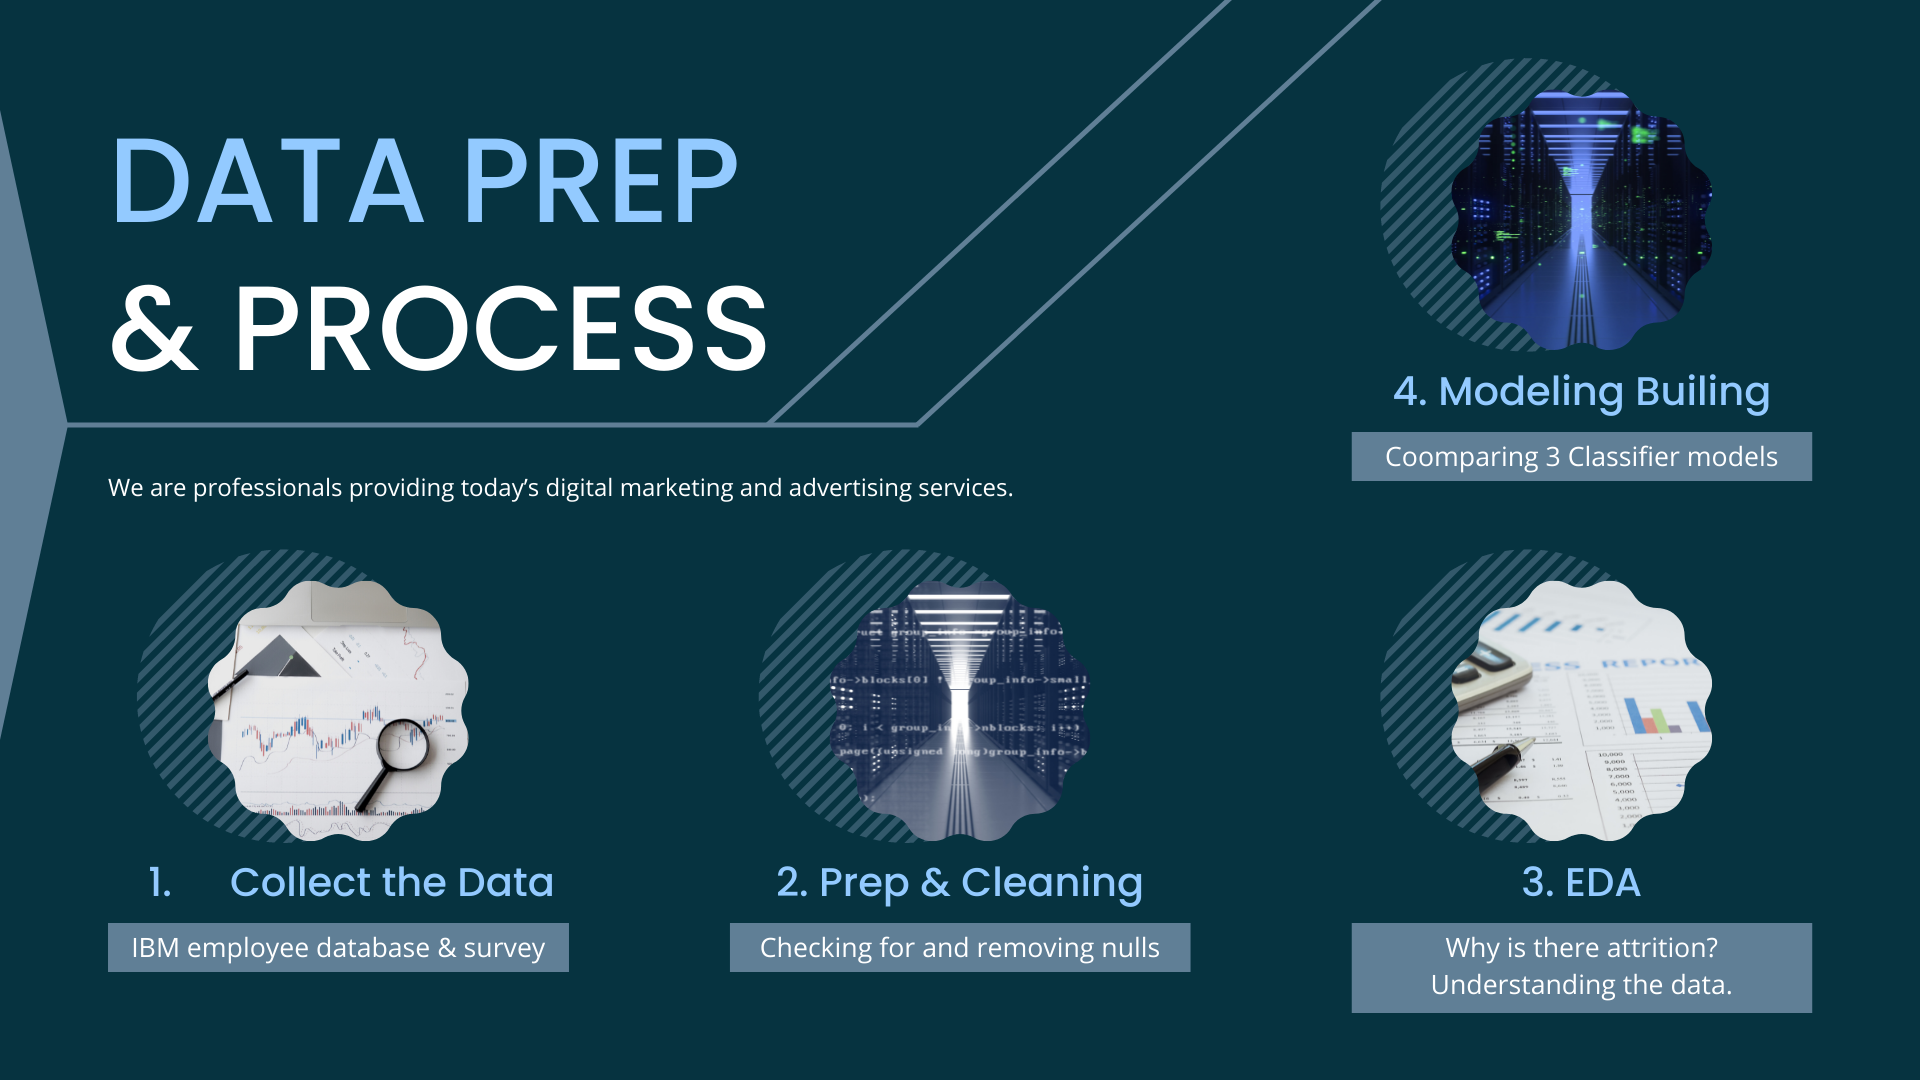 DATA PREP
& PROCESS
We are professionals providing today’s digital marketing and advertising services.
4. Modeling Builing
Coomparing 3 Classifier models
1. Collect the Data
IBM employee database & survey
2. Prep & Cleaning
Checking for and removing nulls
3. EDA
Why is there attrition?
Understanding the data.